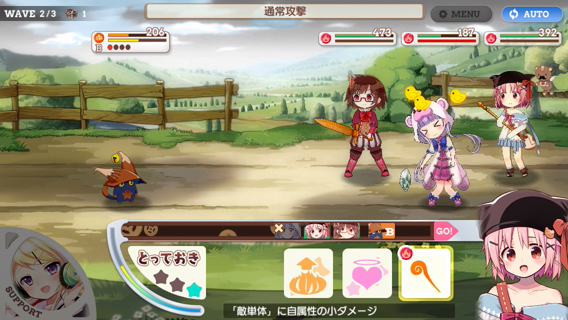 WAVE 2/3 1
通常攻撃
MENU
AUTO
206
B
473
187
392
B
GO!
とっておき
SUPPORT
「敵単体」に自属性の小ダメージ